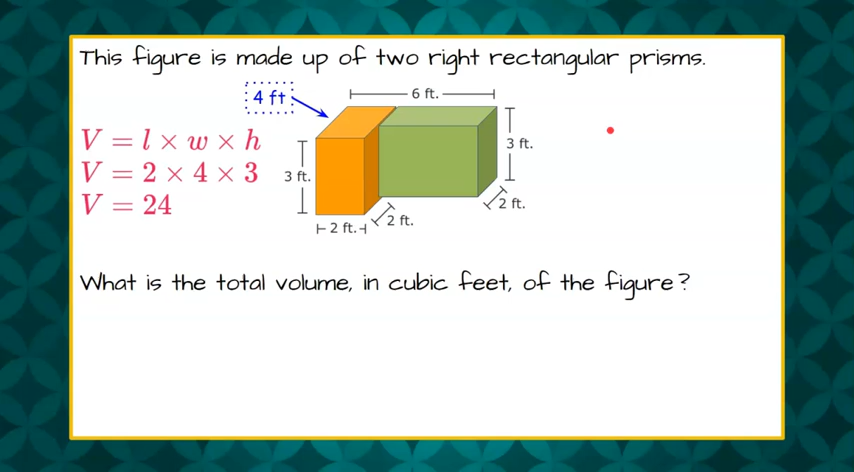 This figure is made up of two right rectangular prisms.
4 ft
6 ft.
V = l × w × h
V = 2 × 4 × 3
V = 24
3 ft.
3 ft.
2 ft.
2 ft.
2 ft.
What is the total volume, in cubic feet, of the figure?